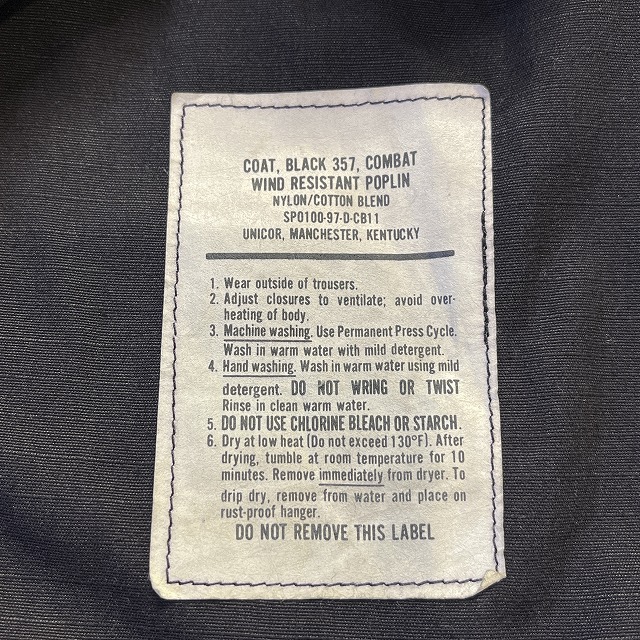 COAT, BLACK 357, COMBAT
WIND RESISTANT POPLIN
NYLON/COTTON BLEND
SPO100-97-D-CB11
UNICOR, MANCHESTER, KENTUCKY
1. Wear outside of trousers.
2. Adjust closures to ventilate; avoid over-
heating of body.
3. Machine washing. Use Permanent Press Cycle.
Wash in warm water with mild detergent.
4. Hand washing. Wash in warm water using mild
detergent. DO NOT WRING OR TWIST
Rinse in clean warm water.
5. DO NOT USE CHLORINE BLEACH OR STARCH.
6. Dry at low heat (Do not exceed 130°F). After
drying, tumble at room temperature for 10
minutes. Remove immediately from dryer. To
drip dry, remove from water and place on
rust-proof hanger.
DO NOT REMOVE THIS LABEL